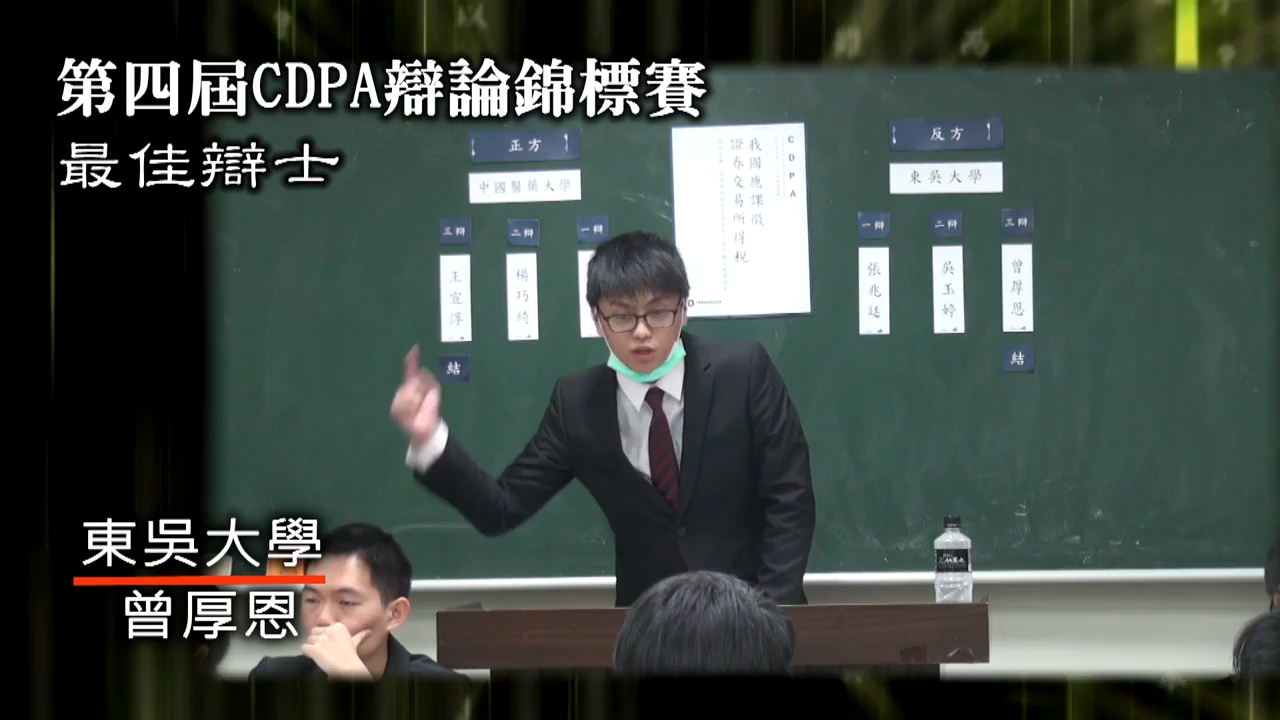 第四屆CDPA辯論錦標賽
最佳辯士
正方
中國醫藥大學
三辯
二辯
一辯
王宣淳
楊巧綺
結
CDPA
我國應課徵
證券交易所得稅
反方
東吳大學
一辯
二辯
三辯
張兆廷
吳玉婷
曾厚恩
結
東吳大學
曾厚恩